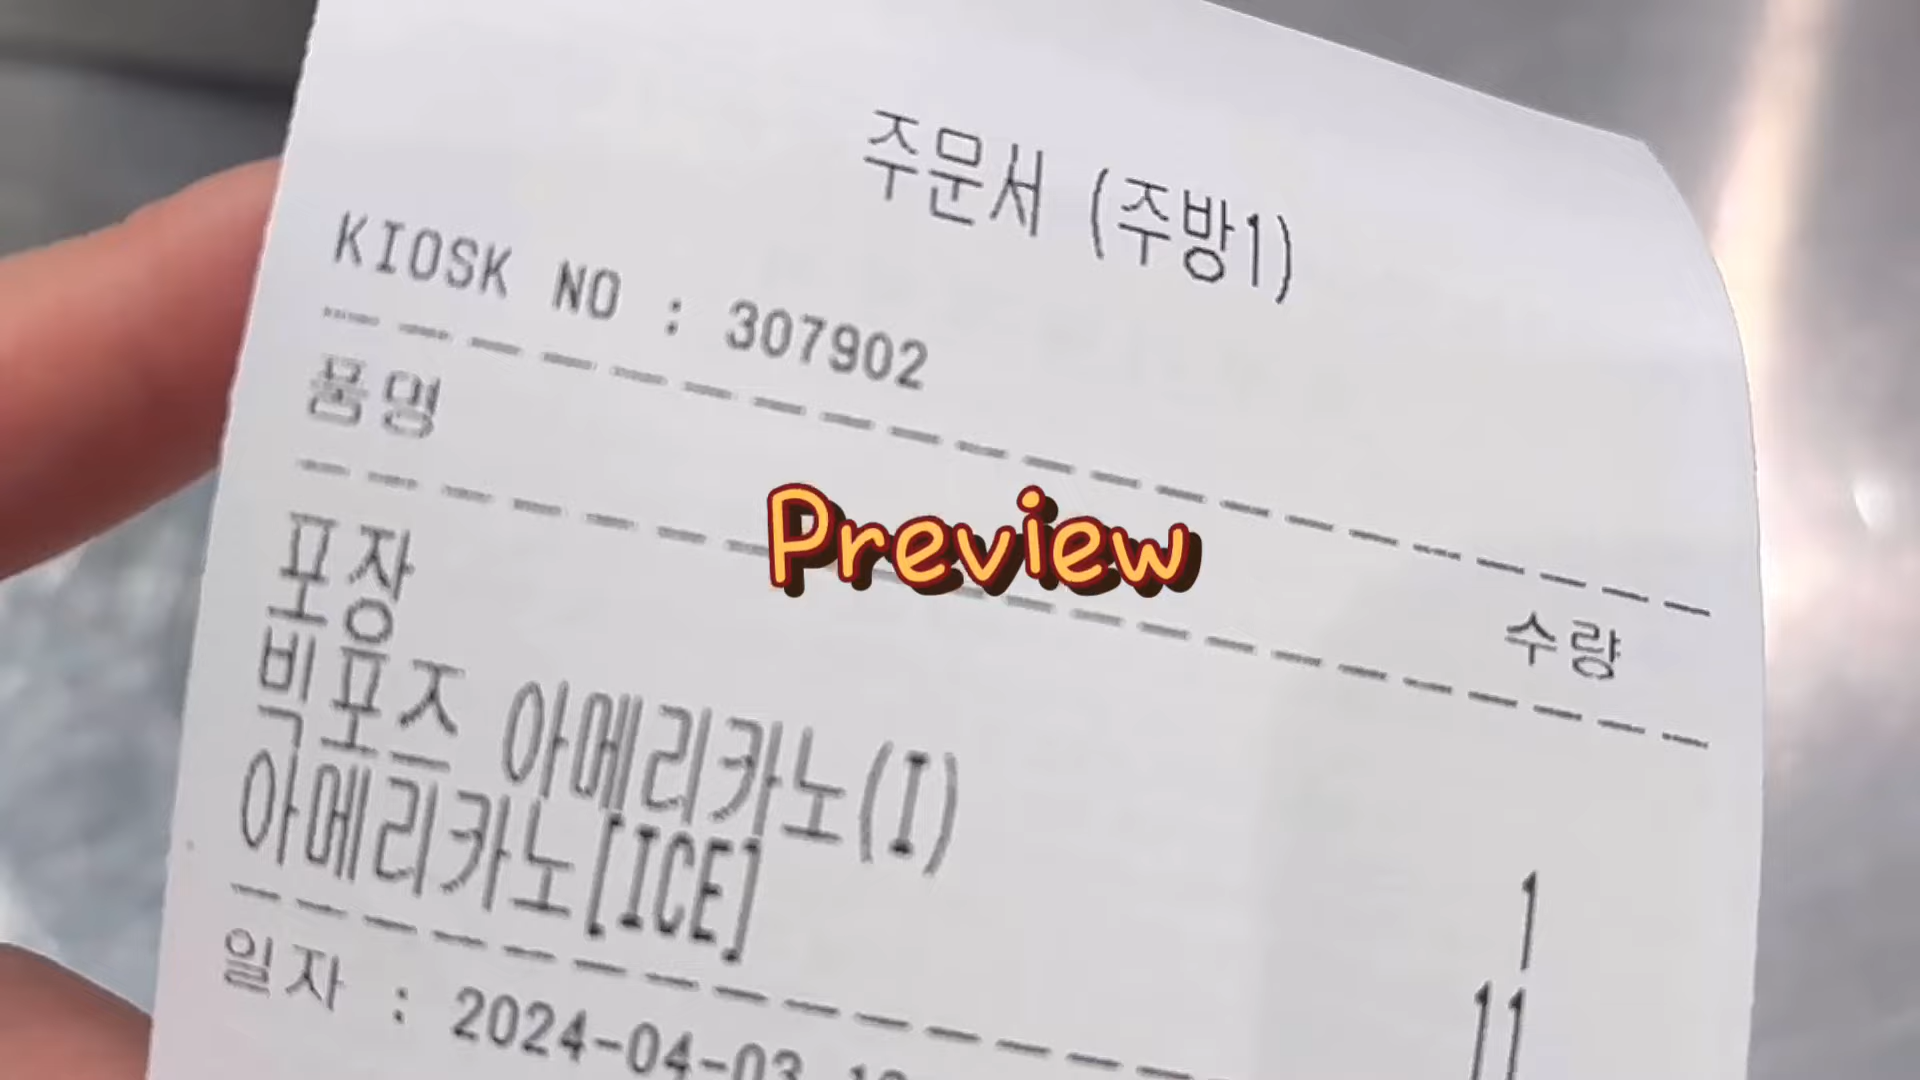 주문서 (주방1)
KIOSK NO : 307902
품명 수량
Preview
포장
빅포즈 아메리카노(I) 1
아메리카노[ICE] 11
일자 : 2024-04-03